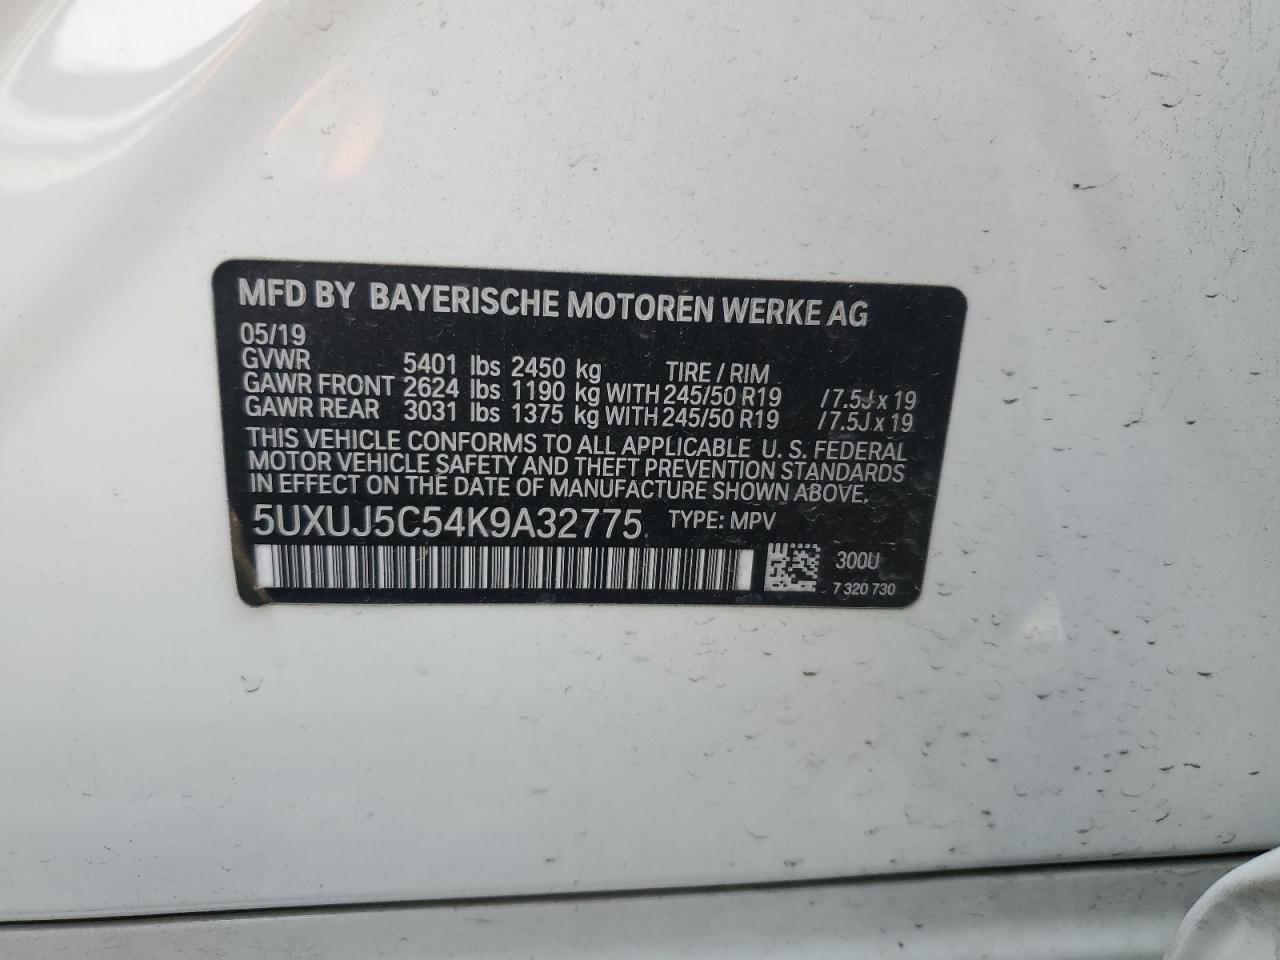 MFD BY BAYERISCHE MOTOREN WERKE AG
05/19
GVWR 5401 lbs 2450 kg TIRE / RIM
GAWR FRONT 2624 lbs 1190 kg WITH 245/50 R19 / 7.5J x 19
GAWR REAR 3031 lbs 1375 kg WITH 245/50 R19 / 7.5J x 19
THIS VEHICLE CONFORMS TO ALL APPLICABLE U. S. FEDERAL
MOTOR VEHICLE SAFETY AND THEFT PREVENTION STANDARDS
IN EFFECT ON THE DATE OF MANUFACTURE SHOWN ABOVE.
5UXUJ5C54K9A32775 TYPE: MPV
300U
7 320 730